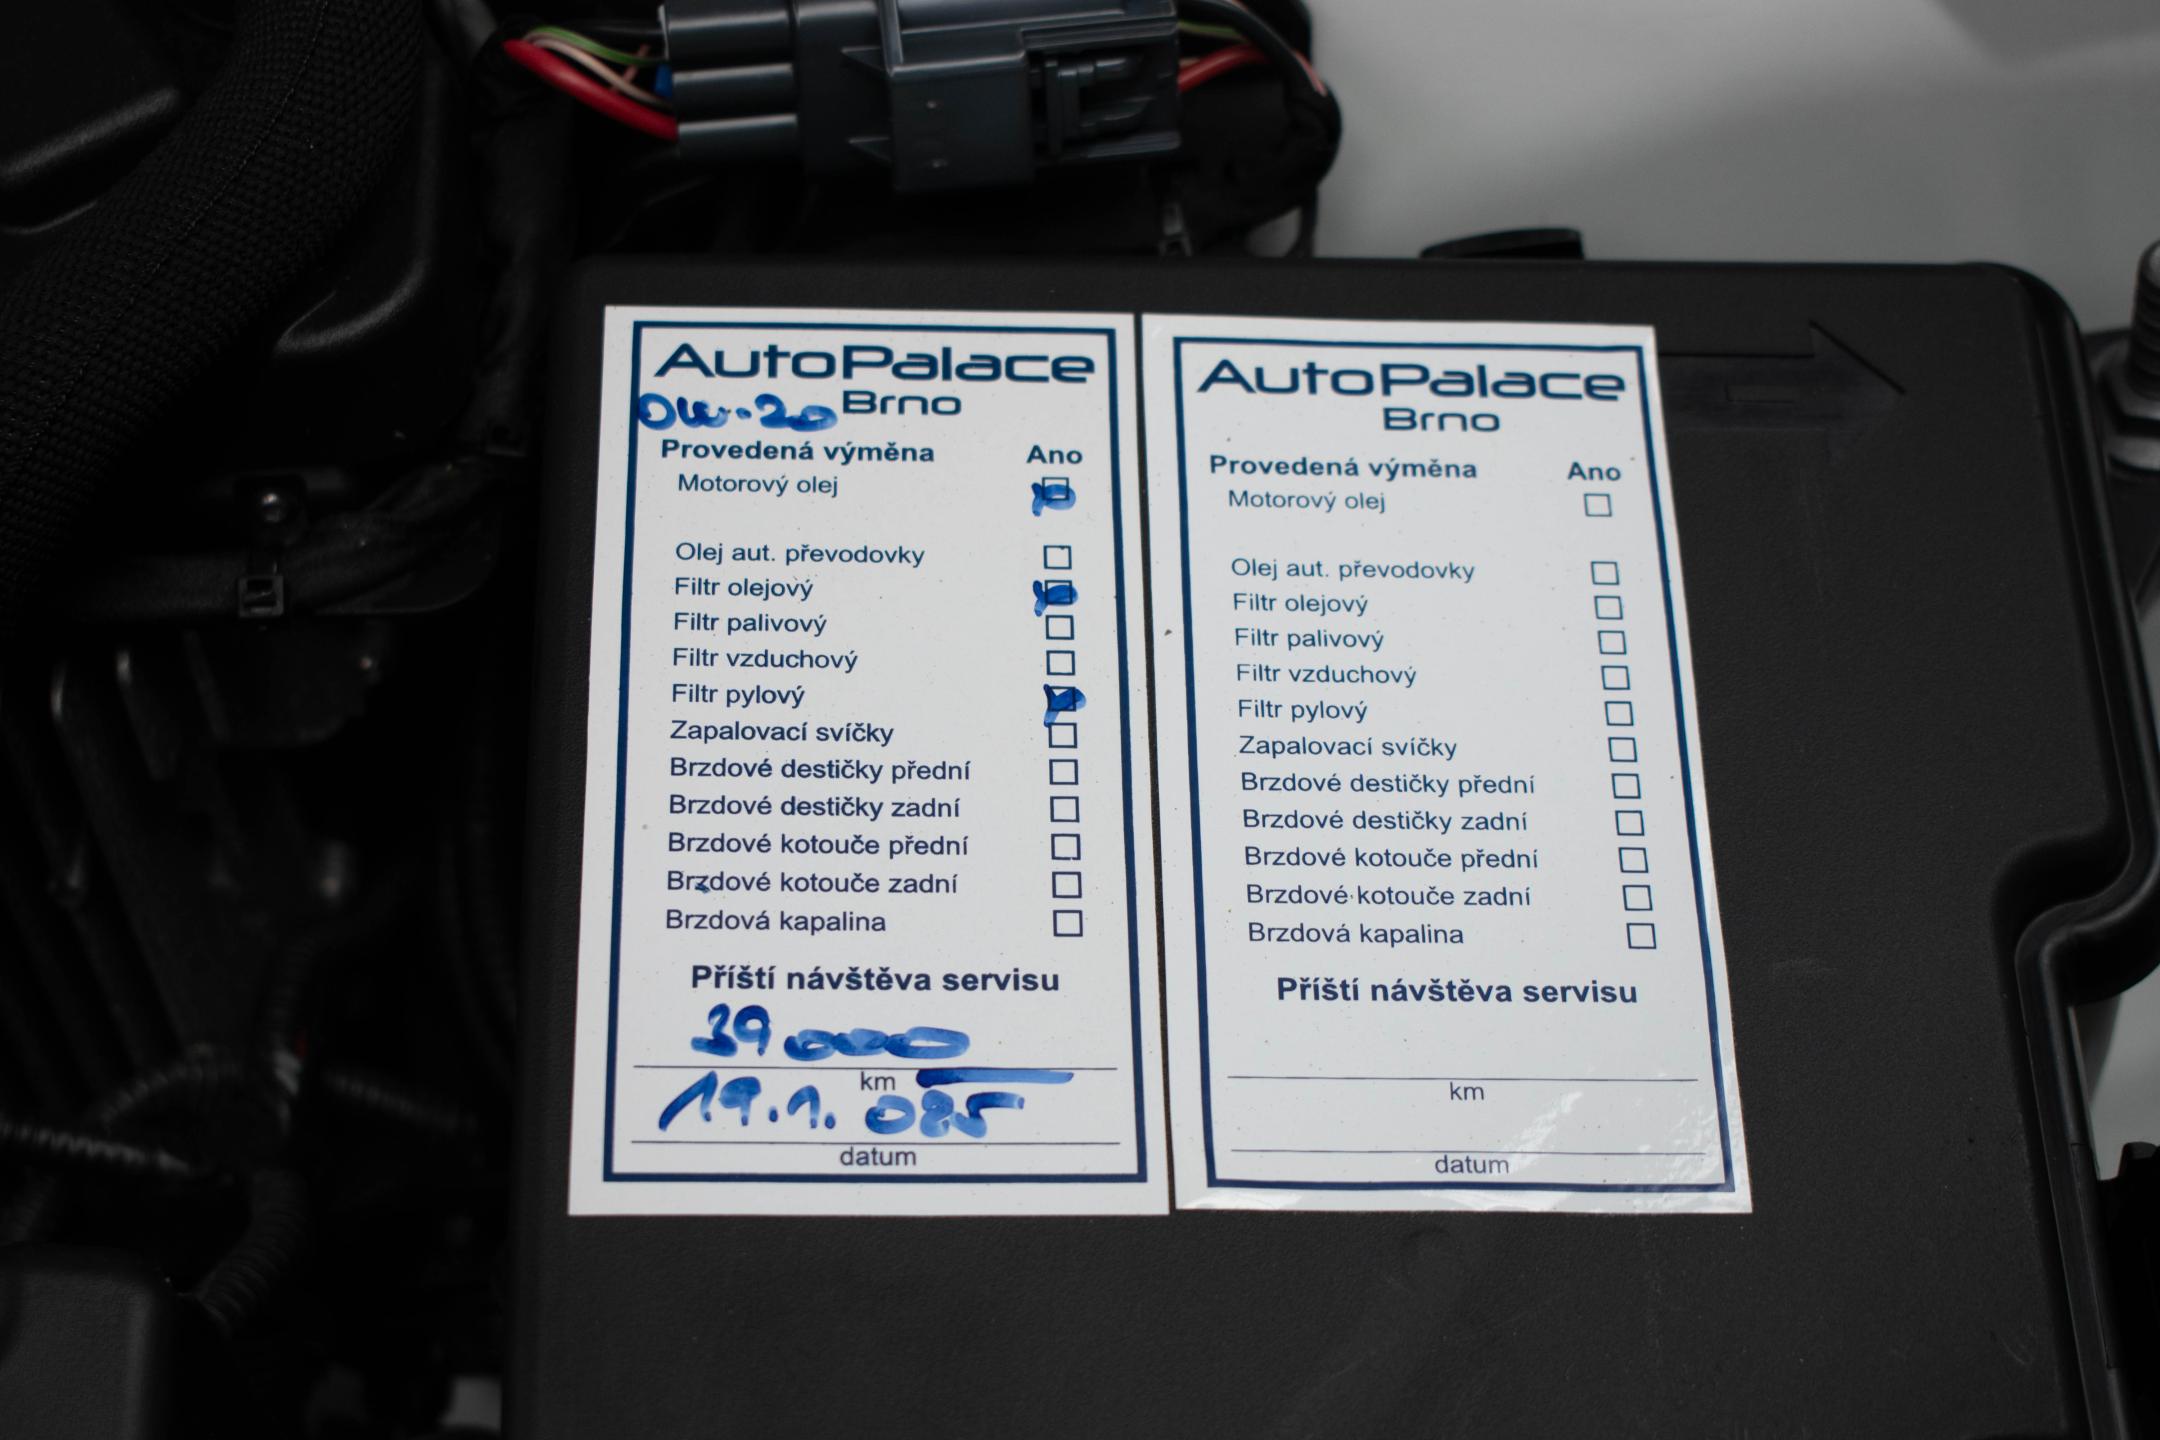 AutoPalace
0W-20 Brno
Provedená výměna Ano
Motorový olej
Olej aut. převodovky
Filtr olejový
Filtr palivový
Filtr vzduchový
Filtr pylový
Zapalovací svíčky
Brzdové destičky přední
Brzdové destičky zadní
Brzdové kotouče přední
Brzdové kotouče zadní
Brzdová kapalina
Příští návštěva servisu
39000
km
19.1. 025
datum
AutoPalace
Brno
Provedená výměna Ano
Motorový olej
Olej aut. převodovky
Filtr olejový
Filtr palivový
Filtr vzduchový
Filtr pylový
Zapalovací svíčky
Brzdové destičky přední
Brzdové destičky zadní
Brzdové kotouče přední
Brzdové kotouče zadní
Brzdová kapalina
Příští návštěva servisu
km
datum